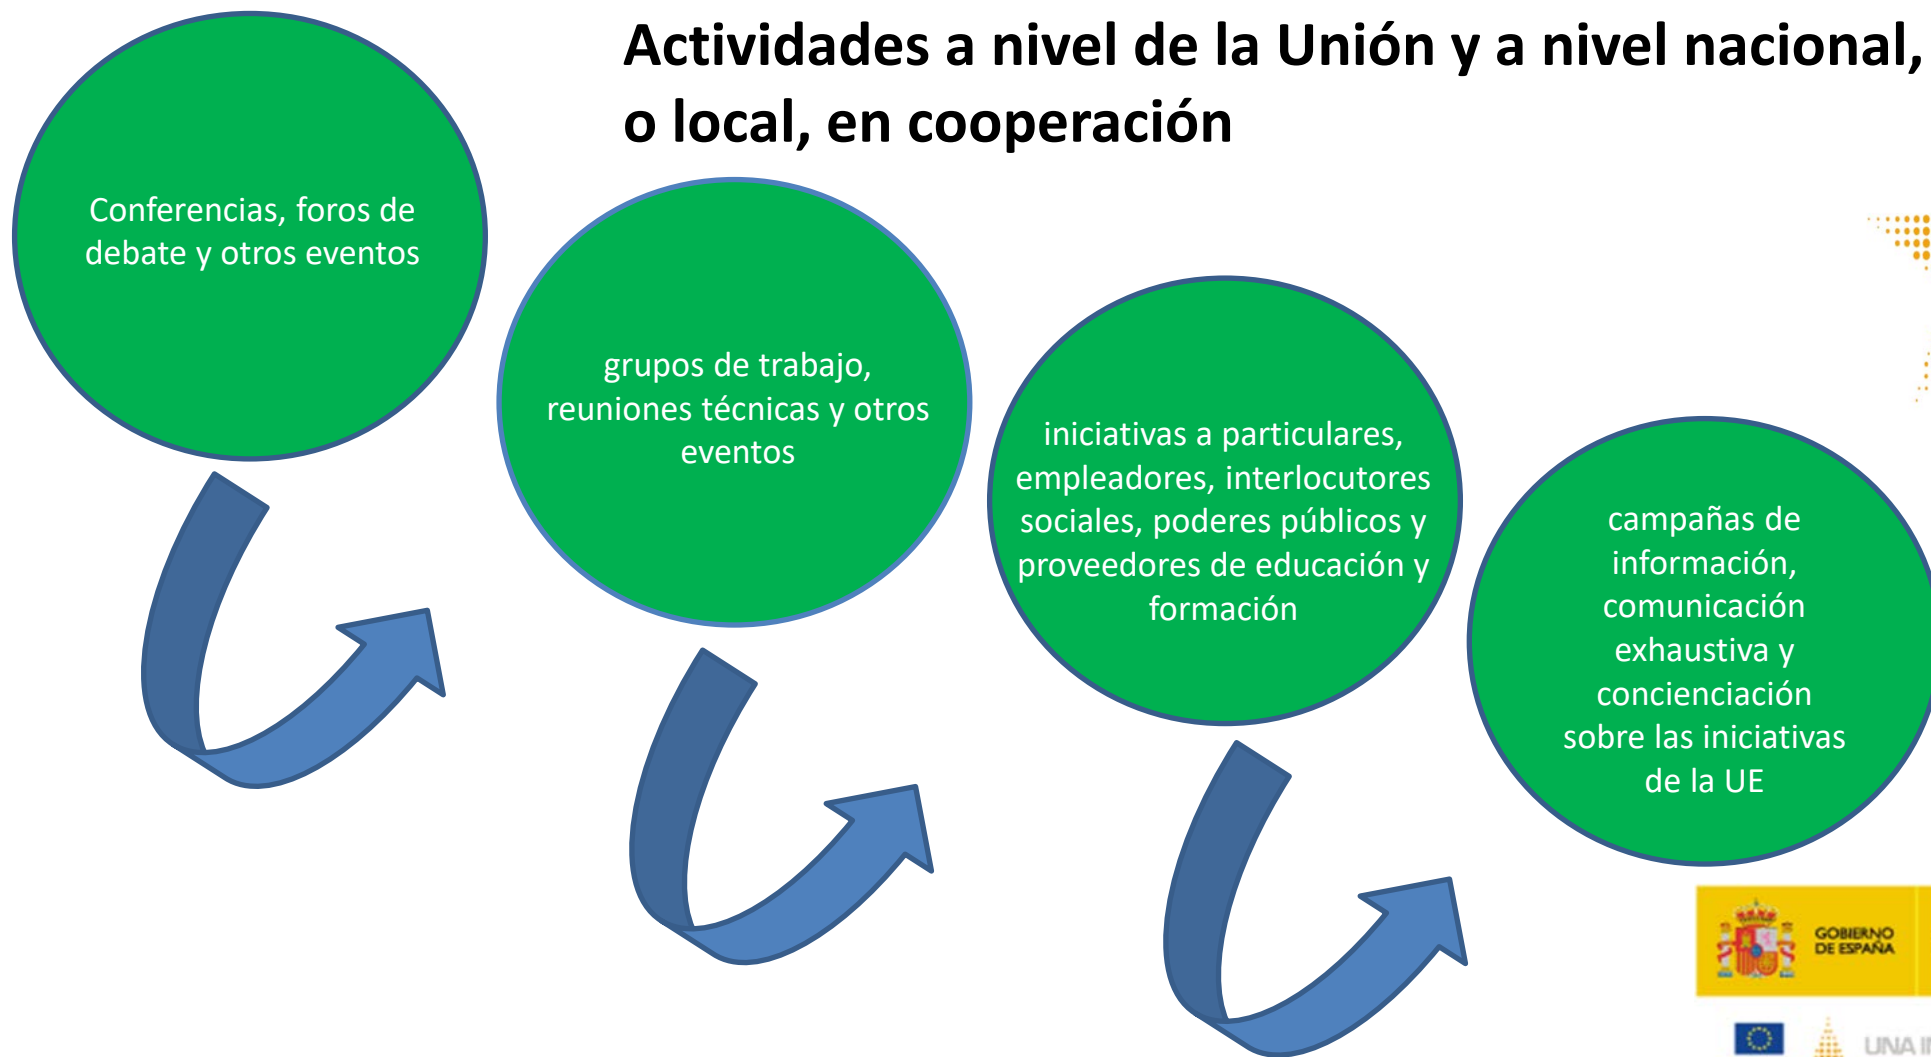 Actividades a nivel de la Unión y a nivel nacional,
o local, en cooperación
Conferencias, foros de
debate y otros eventos
grupos de trabajo,
reuniones técnicas y otros
eventos
iniciativas a particulares,
empleadores, interlocutores
sociales, poderes públicos y
proveedores de educación y
formación
campañas de
información,
comunicación
exhaustiva y
concienciación
sobre las iniciativas
de la UE
GOBIERNO
DE ESPAÑA
UNA